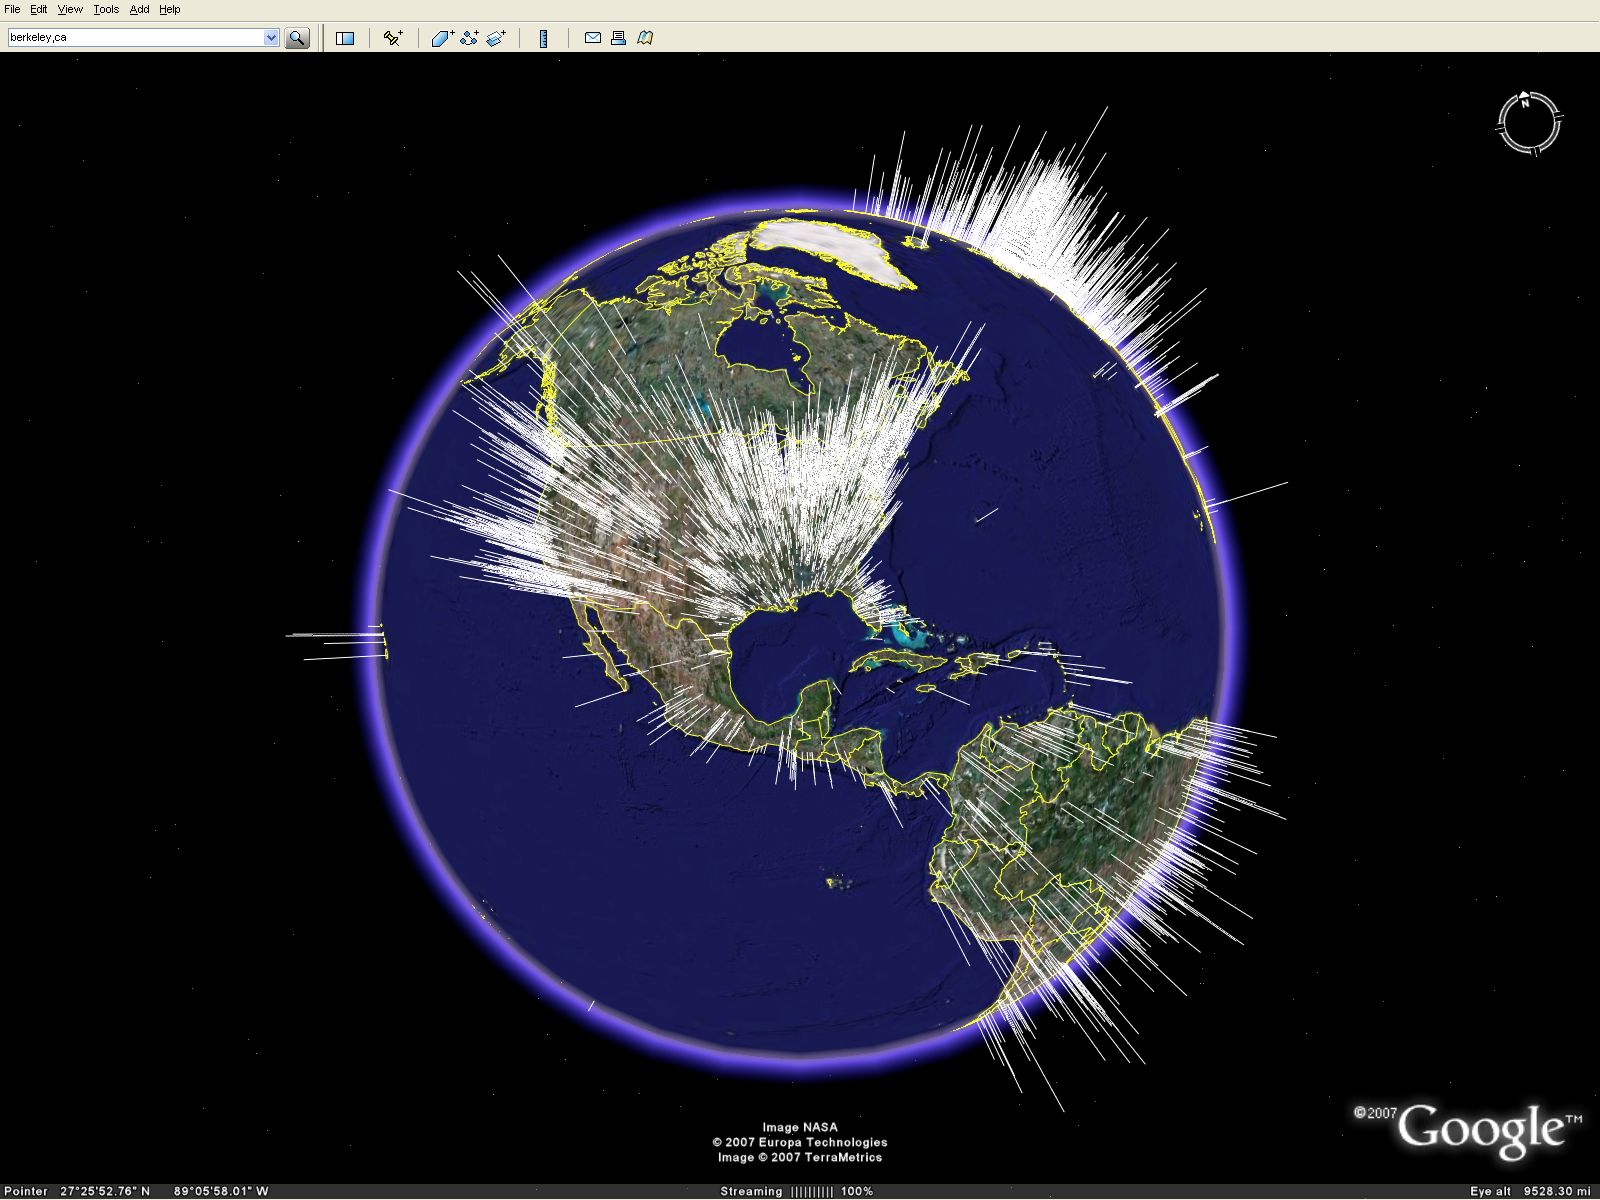 File Edit View Tools Add Help
berkeley,ca
N
©2007 Google™
Image NASA
© 2007 Europa Technologies
Image © 2007 TerraMetrics
Pointer 27°25'52.76" N 89°05'58.01" W Streaming |||||||||| 100% Eye alt 9528.30 mi